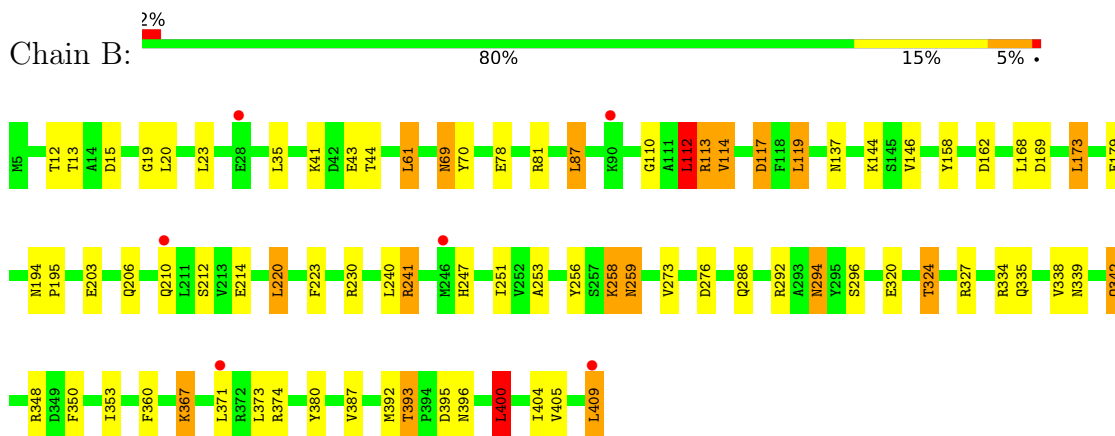 2%
Chain B:
80% 15% 5% •
M5 T12 T13 A14 D15 G19 L20 L23 E28 L35 K41 D42 E43 T44 L61 N69 Y70 E78 R81 L87 K90 G110 A111 L112 R113 V114 D117 F118 L119 N137 K144 S145 V146 Y158 D162 L168 D169 L173
N194 P195 E203 Q206 Q210 L211 S212 V213 E214 L220 F223 R230 L240 R241 M246 H247 I251 V252 A253 Y256 S257 K258 N259 V273 D276 Q286 R292 A293 N294 Y295 S296 E320 T324 R327 R334 Q335 V338 N339
R348 D349 F350 I353 F360 K367 L371 R372 L373 R374 Y380 V387 M392 T393 P394 D395 N396 L400 I404 V405 L409